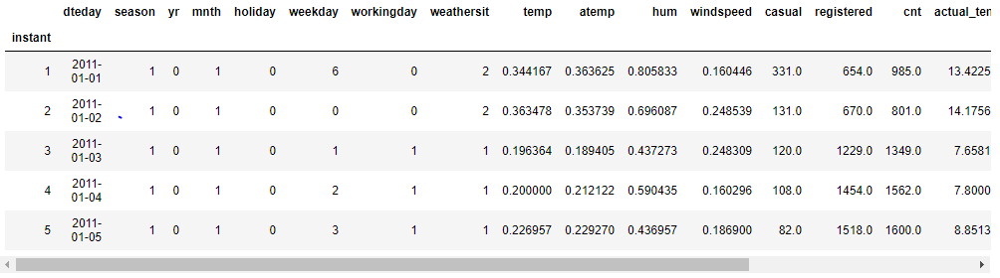 dteday season yr mnth holiday weekday workingday weathersit temp atemp hum windspeed casual registered cnt actual_ten
instant
1 2011-01-01 1 0 1 0 6 0 2 0.344167 0.363625 0.805833 0.160446 331.0 654.0 985.0 13.4225
2 2011-01-02 1 0 1 0 0 0 2 0.363478 0.353739 0.696087 0.248539 131.0 670.0 801.0 14.1756
3 2011-01-03 1 0 1 0 1 1 1 0.196364 0.189405 0.437273 0.248309 120.0 1229.0 1349.0 7.6581
4 2011-01-04 1 0 1 0 2 1 1 0.200000 0.212122 0.590435 0.160296 108.0 1454.0 1562.0 7.8000
5 2011-01-05 1 0 1 0 3 1 1 0.226957 0.229270 0.436957 0.186900 82.0 1518.0 1600.0 8.8513